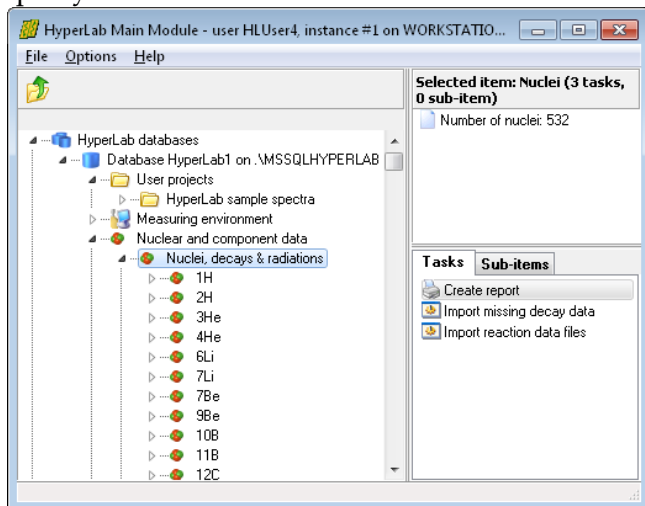 HyperLab Main Module - user HLUser4, instance #1 on WORKSTATIO...
File Options Help
HyperLab databases
Database HyperLab1 on .\MSSQLHYPERLAB
User projects
HyperLab sample spectra
Measuring environment
Nuclear and component data
Nuclei, decays & radiations
1H
2H
3He
4He
6Li
7Li
7Be
9Be
10B
11B
12C
Selected item: Nuclei (3 tasks,
0 sub-item)
Number of nuclei: 532
Tasks Sub-items
Create report
Import missing decay data
Import reaction data files